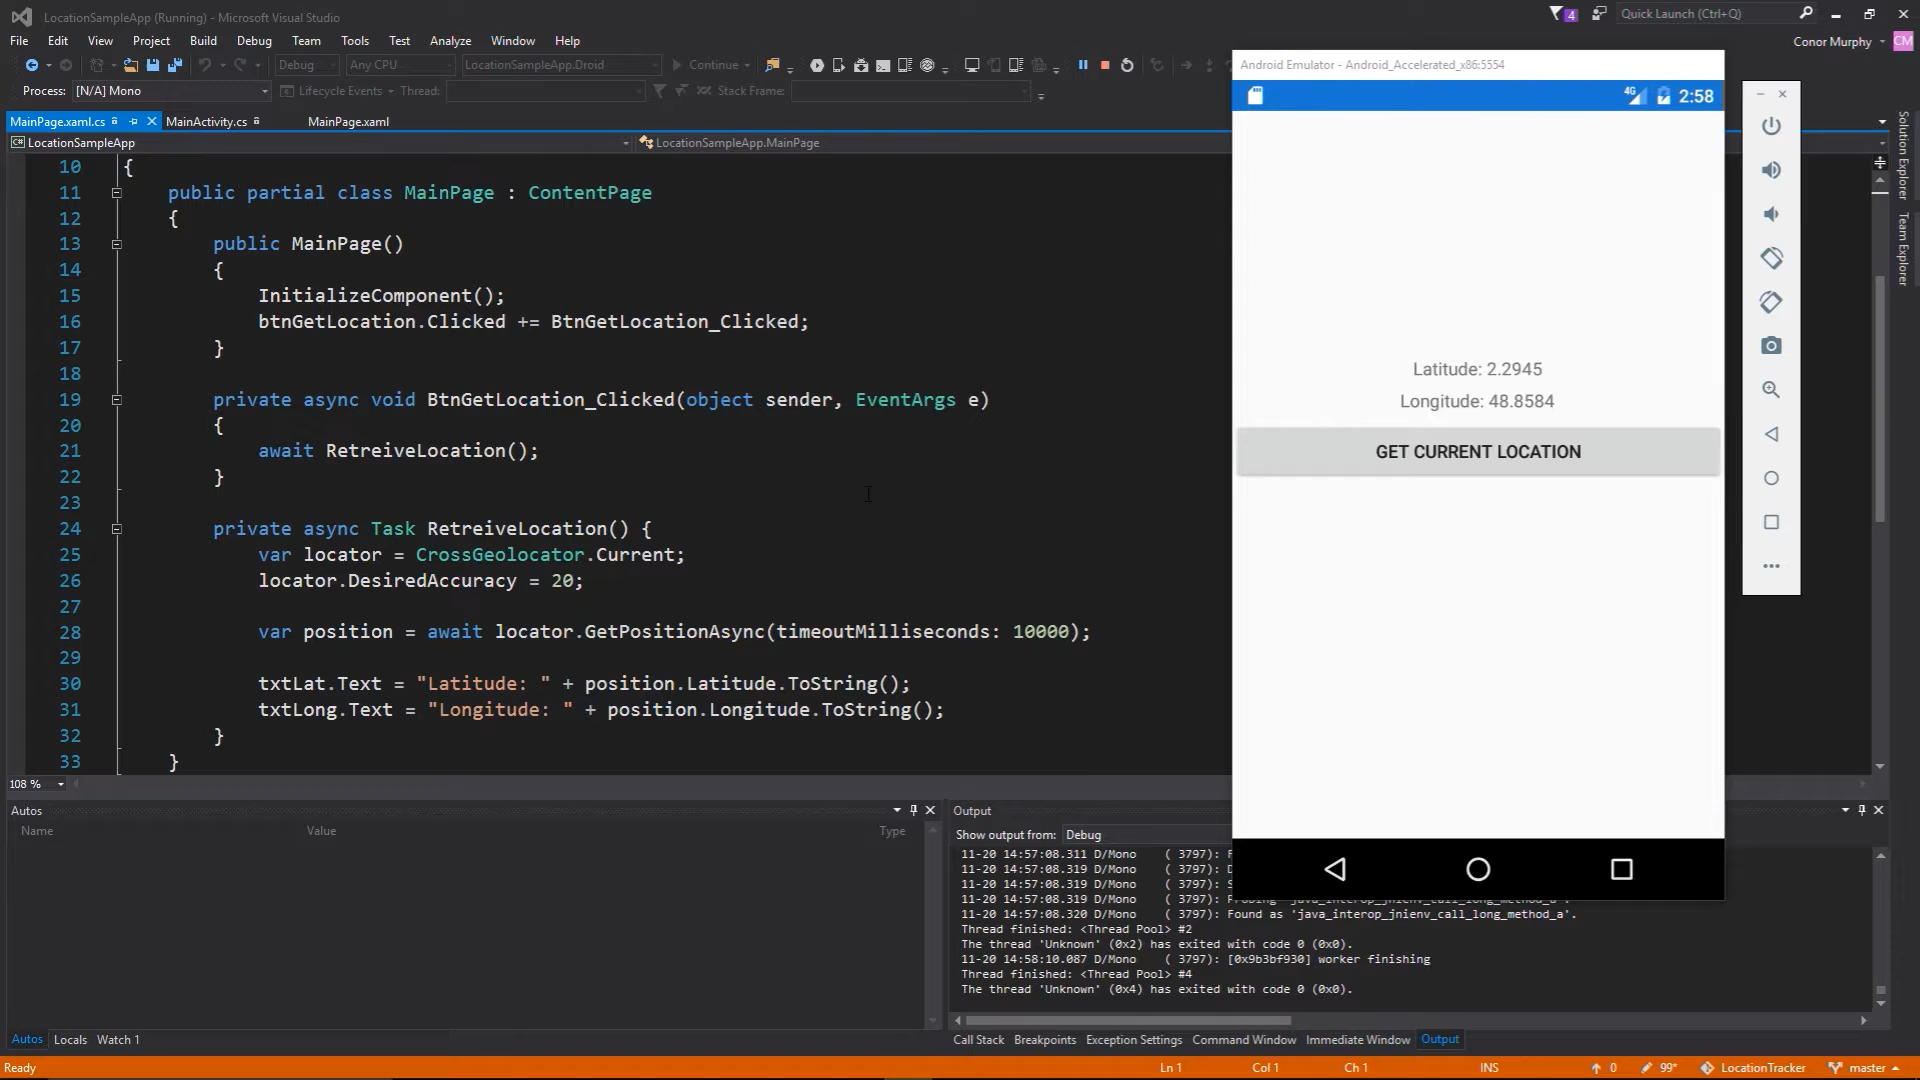 LocationSampleApp (Running) - Microsoft Visual Studio
4
Quick Launch (Ctrl+Q)
File Edit View Project Build Debug Team Tools Test Analyze Window Help
Conor Murphy CM
Debug Any CPU LocationSampleApp.Droid Continue
Process: [N/A] Mono Lifecycle Events Thread: Stack Frame:
MainPage.xaml.cs MainActivity.cs MainPage.xaml
LocationSampleApp LocationSampleApp.MainPage
10 {
11 public partial class MainPage : ContentPage
12 {
13 public MainPage()
14 {
15 InitializeComponent();
16 btnGetLocation.Clicked += BtnGetLocation_Clicked;
17 }
18
19 private async void BtnGetLocation_Clicked(object sender, EventArgs e)
20 {
21 await RetreiveLocation();
22 }
23
24 private async Task RetreiveLocation() {
25 var locator = CrossGeolocator.Current;
26 locator.DesiredAccuracy = 20;
27
28 var position = await locator.GetPositionAsync(timeoutMilliseconds: 10000);
29
30 txtLat.Text = "Latitude: " + position.Latitude.ToString();
31 txtLong.Text = "Longitude: " + position.Longitude.ToString();
32 }
33 }
108 %
Android Emulator - Android_Accelerated_x86:5554
4G 2:58
Latitude: 2.2945
Longitude: 48.8584
GET CURRENT LOCATION
Solution Explorer
Team Explorer
Autos
Name Value Type
Autos Locals Watch 1
Output
Show output from: Debug
11-20 14:57:08.311 D/Mono ( 3797): F
11-20 14:57:08.319 D/Mono ( 3797): D
11-20 14:57:08.319 D/Mono ( 3797): S
11-20 14:57:08.319 D/Mono ( 3797): Probing 'java_interop_jnienv_call_long_method_a'.
11-20 14:57:08.320 D/Mono ( 3797): Found as 'java_interop_jnienv_call_long_method_a'.
Thread finished: <Thread Pool> #2
The thread 'Unknown' (0x2) has exited with code 0 (0x0).
11-20 14:58:10.087 D/Mono ( 3797): [0x9b3bf930] worker finishing
Thread finished: <Thread Pool> #4
The thread 'Unknown' (0x4) has exited with code 0 (0x0).
Call Stack Breakpoints Exception Settings Command Window Immediate Window Output
Ready Ln 1 Col 1 Ch 1 INS 0 99* LocationTracker master